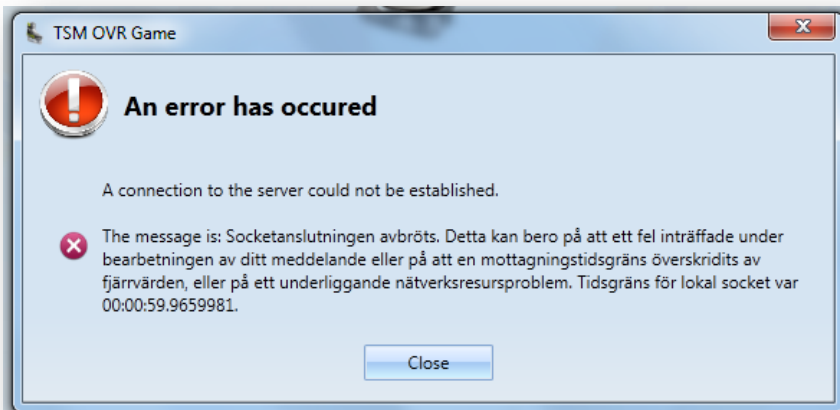 TSM OVR Game
An error has occured
A connection to the server could not be established.
The message is: Socketanslutningen avbröts. Detta kan bero på att ett fel inträffade under
bearbetningen av ditt meddelande eller på att en mottagningstidsgräns överskridits av
fjärrvärden, eller på ett underliggande nätverksresursproblem. Tidsgräns för lokal socket var
00:00:59.9659981.
Close